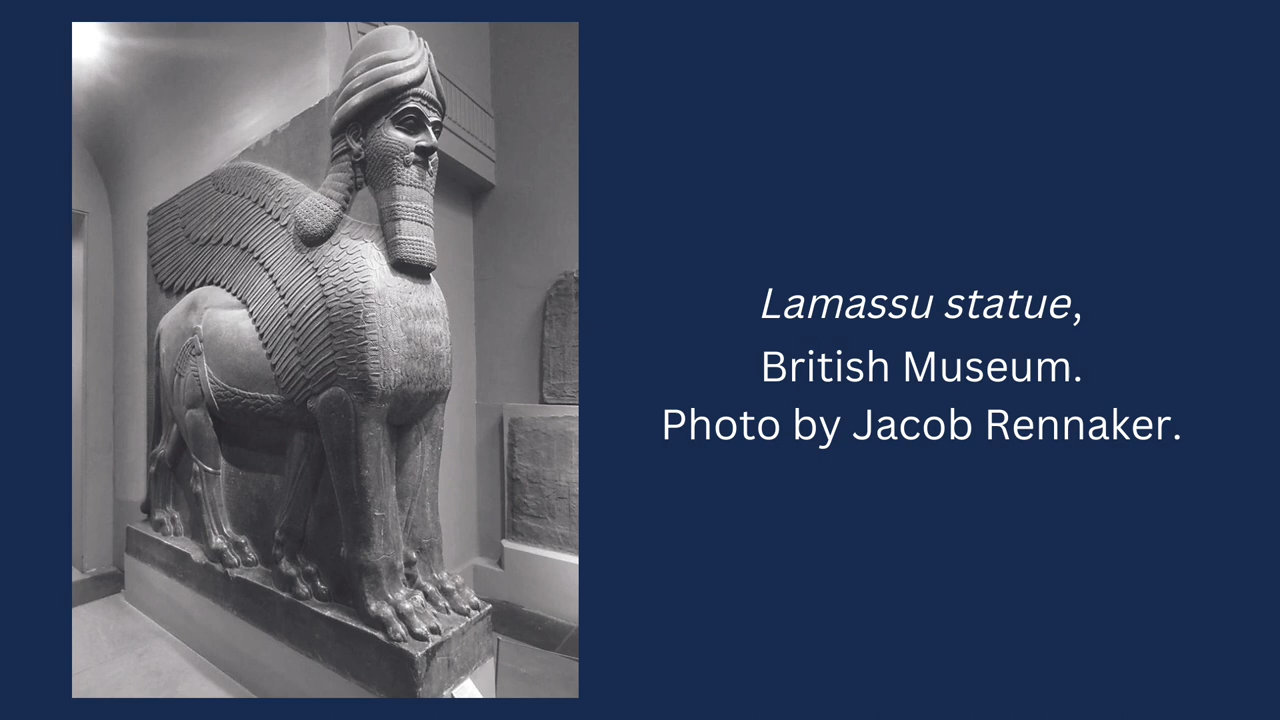 Lamassu statue,
British Museum.
Photo by Jacob Rennaker.